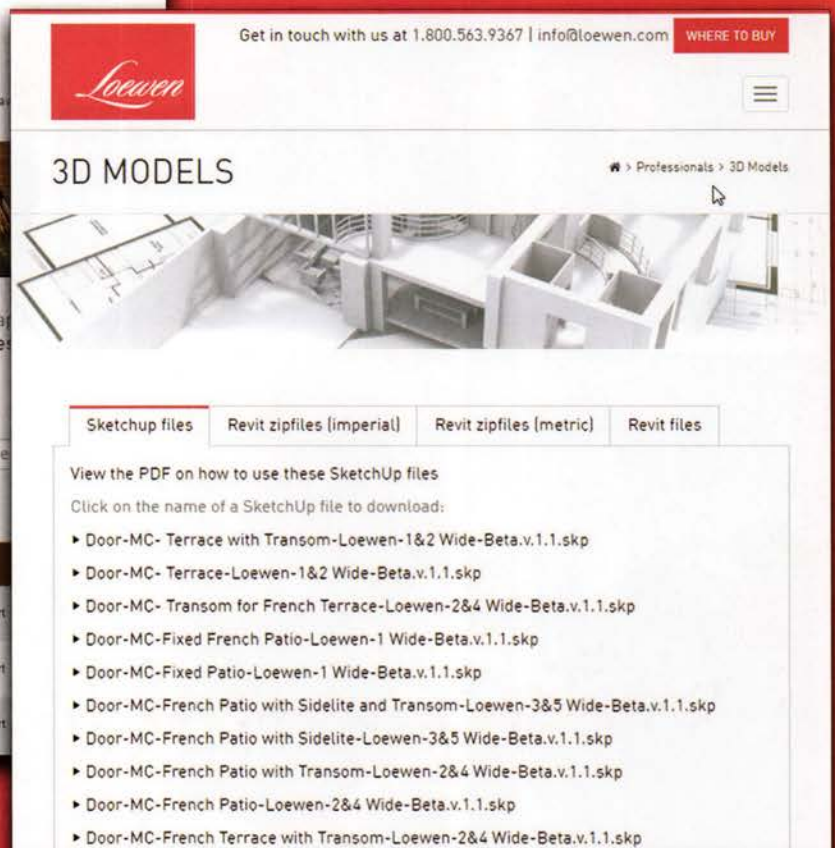 Get in touch with us at 1.800.563.9367 | info@loewen.com WHERE TO BUY
Loewen
3D MODELS
> Professionals > 3D Models
Sketchup files Revit zipfiles (imperial) Revit zipfiles (metric) Revit files
View the PDF on how to use these SketchUp files
Click on the name of a SketchUp file to download:
Door-MC- Terrace with Transom-Loewen-1&2 Wide-Beta.v.1.1.skp
Door-MC- Terrace-Loewen-1&2 Wide-Beta.v.1.1.skp
Door-MC- Transom for French Terrace-Loewen-2&4 Wide-Beta.v.1.1.skp
Door-MC-Fixed French Patio-Loewen-1 Wide-Beta.v.1.1.skp
Door-MC-Fixed Patio-Loewen-1 Wide-Beta.v.1.1.skp
Door-MC-French Patio with Sidelite and Transom-Loewen-3&5 Wide-Beta.v.1.1.skp
Door-MC-French Patio with Sidelite-Loewen-3&5 Wide-Beta.v.1.1.skp
Door-MC-French Patio with Transom-Loewen-2&4 Wide-Beta.v.1.1.skp
Door-MC-French Patio-Loewen-2&4 Wide-Beta.v.1.1.skp
Door-MC-French Terrace with Transom-Loewen-2&4 Wide-Beta.v.1.1.skp